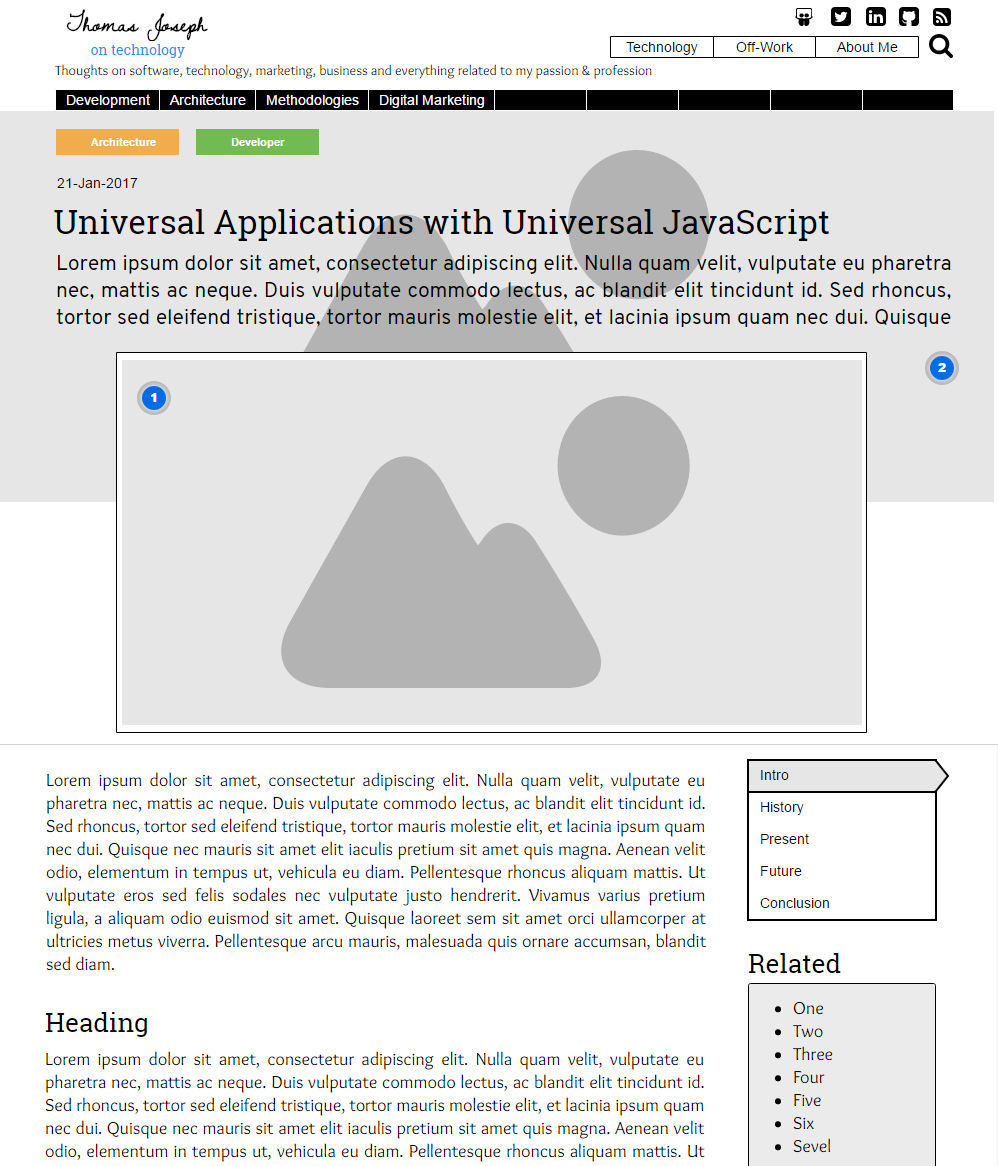 Thomas Joseph
on technology
Technology Off-Work About Me
Thoughts on software, technology, marketing, business and everything related to my passion & profession
Development Architecture Methodologies Digital Marketing
Architecture Developer
21-Jan-2017
Universal Applications with Universal JavaScript
Lorem ipsum dolor sit amet, consectetur adipiscing elit. Nulla quam velit, vulputate eu pharetra
nec, mattis ac neque. Duis vulputate commodo lectus, ac blandit elit tincidunt id. Sed rhoncus,
tortor sed eleifend tristique, tortor mauris molestie elit, et lacinia ipsum quam nec dui. Quisque
1
2
Lorem ipsum dolor sit amet, consectetur adipiscing elit. Nulla quam velit, vulputate eu
pharetra nec, mattis ac neque. Duis vulputate commodo lectus, ac blandit elit tincidunt id.
Sed rhoncus, tortor sed eleifend tristique, tortor mauris molestie elit, et lacinia ipsum quam
nec dui. Quisque nec mauris sit amet elit iaculis pretium sit amet quis magna. Aenean velit
odio, elementum in tempus ut, vehicula eu diam. Pellentesque rhoncus aliquam mattis. Ut
vulputate eros sed felis sodales nec vulputate justo hendrerit. Vivamus varius pretium
ligula, a aliquam odio euismod sit amet. Quisque laoreet sem sit amet orci ullamcorper at
ultricies metus viverra. Pellentesque arcu mauris, malesuada quis ornare accumsan, blandit
sed diam.
Heading
Lorem ipsum dolor sit amet, consectetur adipiscing elit. Nulla quam velit, vulputate eu
pharetra nec, mattis ac neque. Duis vulputate commodo lectus, ac blandit elit tincidunt id.
Sed rhoncus, tortor sed eleifend tristique, tortor mauris molestie elit, et lacinia ipsum quam
nec dui. Quisque nec mauris sit amet elit iaculis pretium sit amet quis magna. Aenean velit
odio, elementum in tempus ut, vehicula eu diam. Pellentesque rhoncus aliquam mattis. Ut
Intro
History
Present
Future
Conclusion
Related
One
Two
Three
Four
Five
Six
Sevel